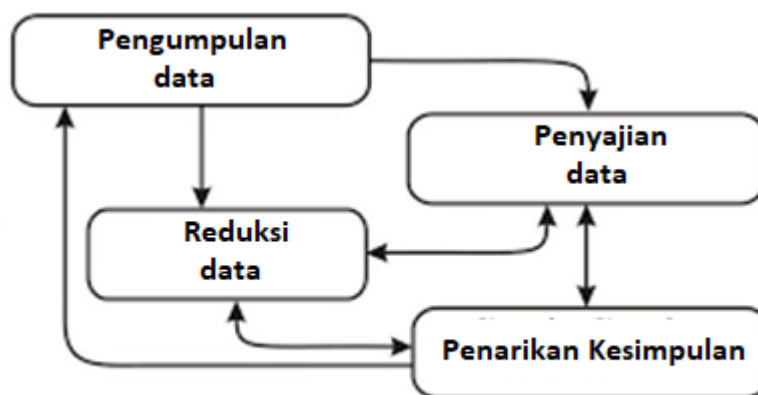 Pengumpulan
data
Penyajian
data
Reduksi
data
Penarikan Kesimpulan